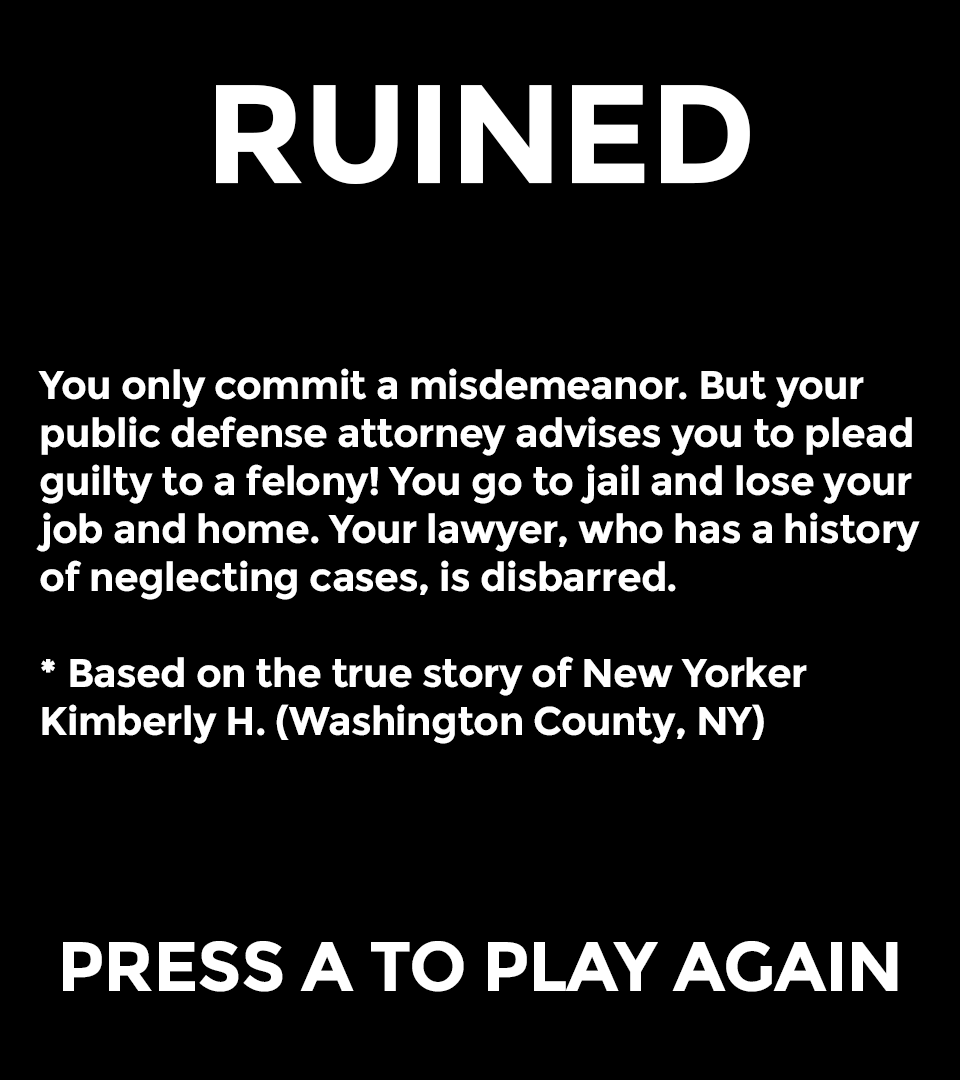 RUINED
You only commit a misdemeanor. But your
public defense attorney advises you to plead
guilty to a felony! You go to jail and lose your
job and home. Your lawyer, who has a history
of neglecting cases, is disbarred.
* Based on the true story of New Yorker
Kimberly H. (Washington County, NY)
PRESS A TO PLAY AGAIN